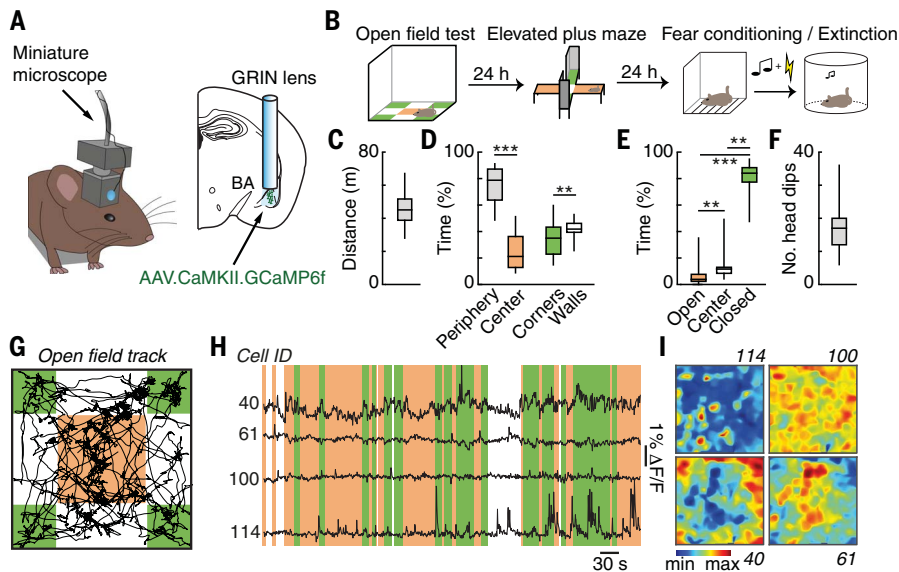 A
Miniature
microscope
GRIN lens
BA
AAV.CaMKII.GCaMP6f
B
Open field test
24 h
Elevated plus maze
24 h
Fear conditioning / Extinction
+
C
Distance (m)
80
0
D
Time (%)
100
0
***
**
Periphery
Center
Corners
Walls
E
Time (%)
100
0
**
**
***
Open
Center
Closed
F
No. head dips
40
0
G
Open field track
H
Cell ID
40
61
100
114
1% ΔF/F
30 s
I
114
100
40
61
min max